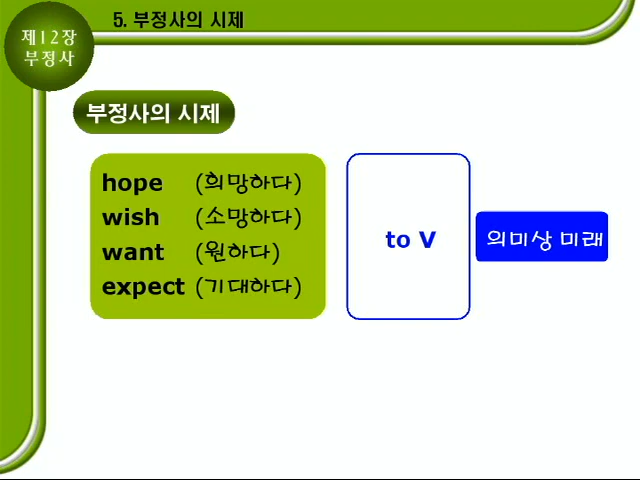 5. 부정사의 시제
제12장
부정사
부정사의 시제
hope (희망하다)
wish (소망하다)
want (원하다)
expect (기대하다)
to V
의미상 미래